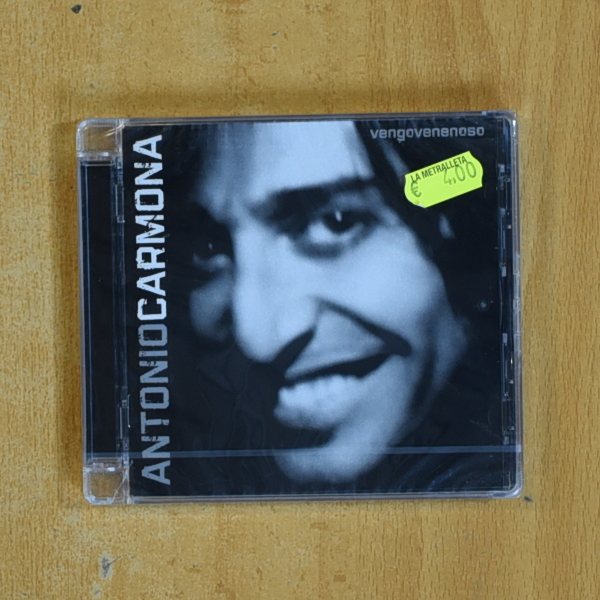 vengovenenoso
LA METRALLETA
€ 4,00
ANTONIOCARMONA